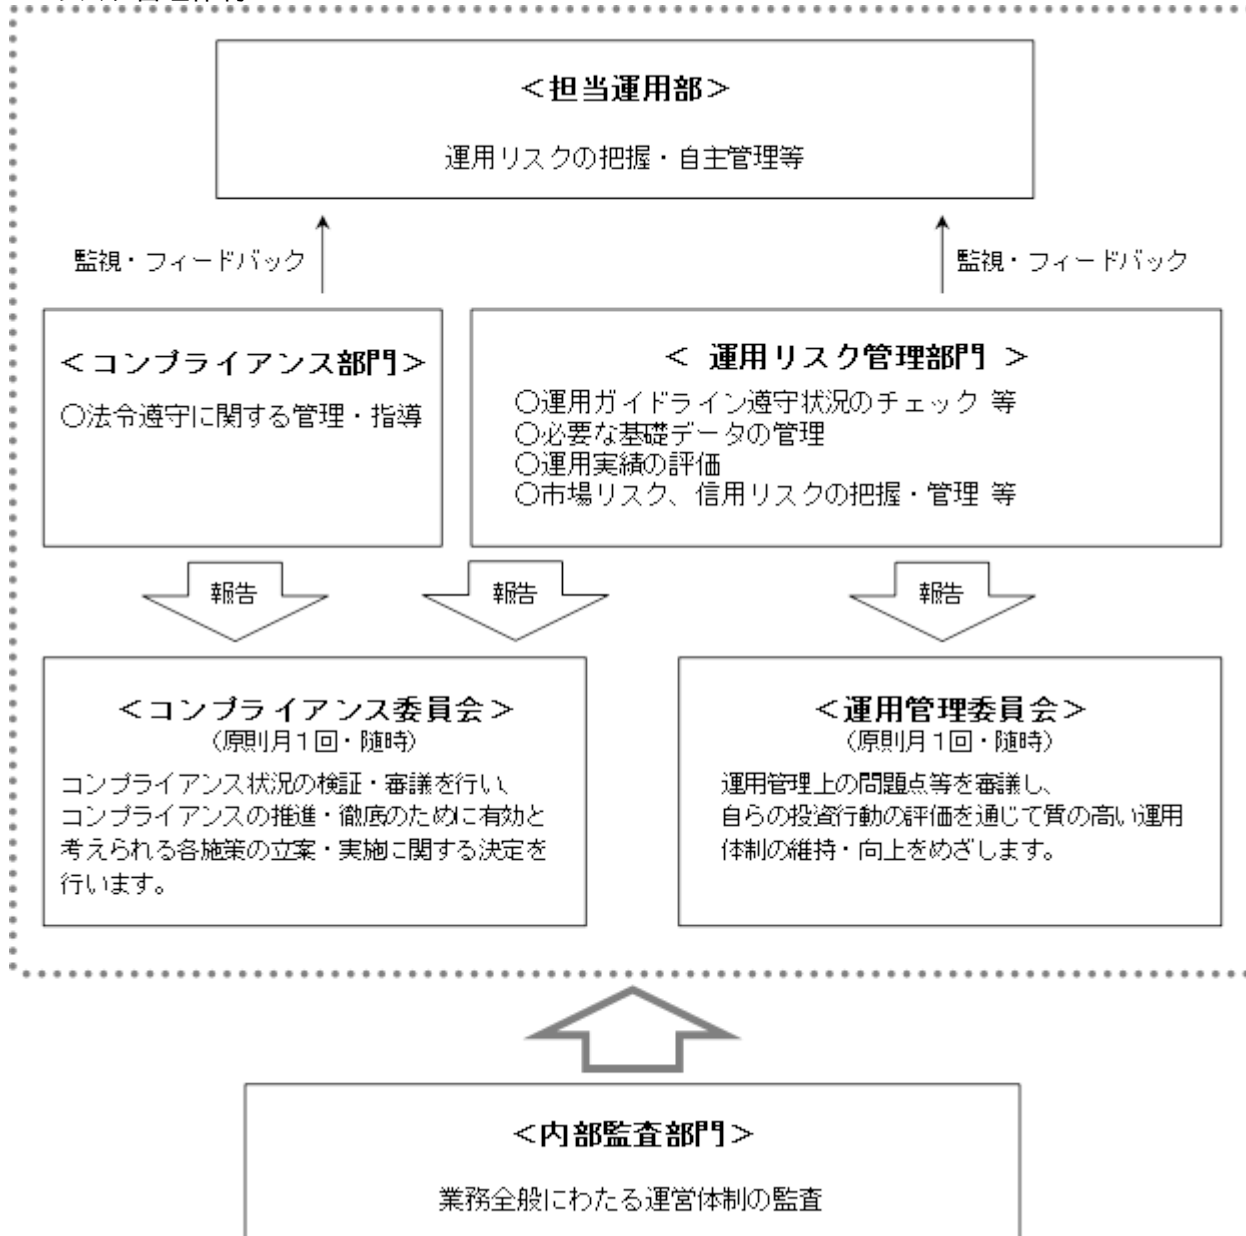 ＜担当運用部＞
運用リスクの把握・自主管理等
監視・フィードバック
監視・フィードバック
＜コンプライアンス部門＞
○法令遵守に関する管理・指導
＜ 運用リスク管理部門 ＞
○運用ガイドライン遵守状況のチェック 等
○必要な基礎データの管理
○運用実績の評価
○市場リスク、信用リスクの把握・管理 等
報告
報告
報告
＜コンプライアンス委員会＞
（原則月１回・随時）
コンプライアンス状況の検証・審議を行い、
コンプライアンスの推進・徹底のために有効と
考えられる各施策の立案・実施に関する決定を
行います。
＜運用管理委員会＞
（原則月１回・随時）
運用管理上の問題点等を審議し、
自らの投資行動の評価を通じて質の高い運用
体制の維持・向上をめざします。
＜内部監査部門＞
業務全般にわたる運営体制の監査